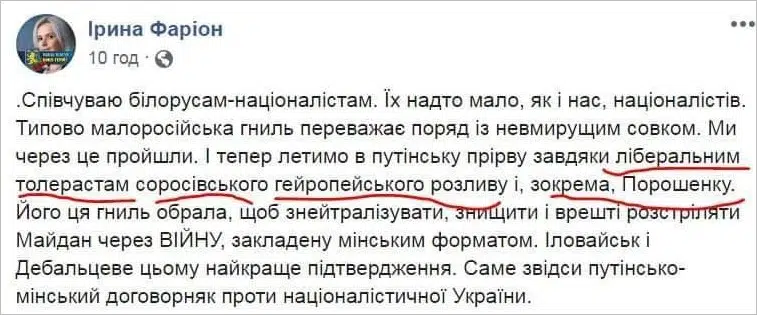 Ірина Фаріон
10 год ·
.Співчуваю білорусам-націоналістам. Їх надто мало, як і нас, націоналістів.
Типово малоросійська гниль переважає поряд із невмирущим совком. Ми
через це пройшли. І тепер летимо в путінську прірву завдяки ліберальним
толерастам соросівського гейропейського розливу і, зокрема, Порошенку.
Його ця гниль обрала, щоб знейтралізувати, знищити і врешті розстріляти
Майдан через ВІЙНУ, закладену мінським форматом. Іловайськ і
Дебальцеве цьому найкраще підтвердження. Саме звідси путінсько-
мінський договорняк проти націоналістичної України.